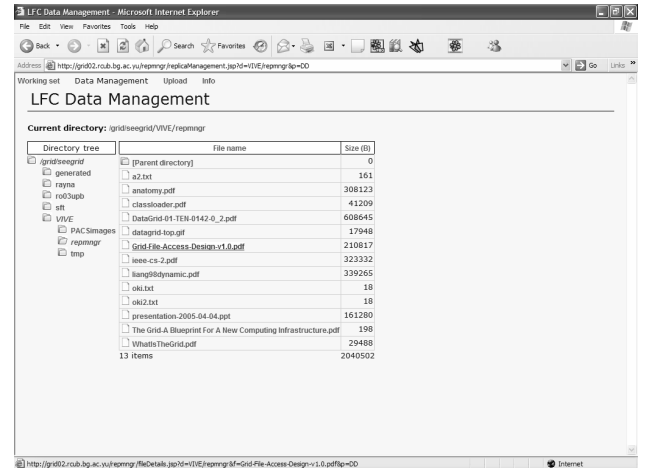 LFC Data Management - Microsoft Internet Explorer
File Edit View Favorites Tools Help
Back Search Favorites
Address http://grid02.rcub.bg.ac.yu/repmngr/replicaManagement.jsp?d=VIVE/repmngr&p=DD Go Links »
Working set Data Management Upload Info
LFC Data Management
Current directory: /grid/seegrid/VIVE/repmngr
Directory tree File name Size (B)
/grid/seegrid [Parent directory] 0
generated a2.txt 161
rayna anatomy.pdf 308123
ro03upb classloader.pdf 41209
sft DataGrid-01-TEN-0142-0_2.pdf 608645
VIVE datagrid-top.gif 17948
PACSimages Grid-File-Access-Design-v1.0.pdf 210817
repmngr ieee-cs-2.pdf 323332
tmp liang98dynamic.pdf 339265
oki.txt 18
oki2.txt 18
presentation-2005-04-04.ppt 161280
The Grid-A Blueprint For A New Computing Infrastructure.pdf 198
WhatIsTheGrid.pdf 29488
13 items 2040502
http://grid02.rcub.bg.ac.yu/repmngr/fileDetails.jsp?d=VIVE/repmngr&f=Grid-File-Access-Design-v1.0.pdf&p=DD Internet